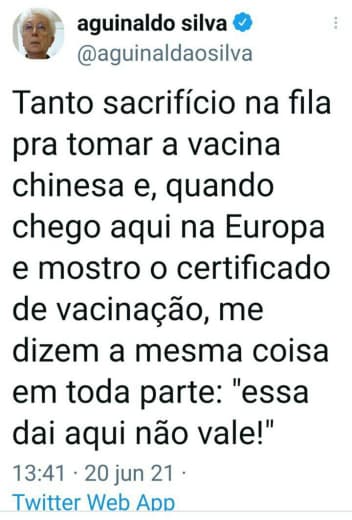 aguinaldo silva
@aguinaldaosilva
Tanto sacrifício na fila
pra tomar a vacina
chinesa e, quando
chego aqui na Europa
e mostro o certificado
de vacinação, me
dizem a mesma coisa
em toda parte: "essa
dai aqui não vale!"
13:41 · 20 jun 21 ·
Twitter Web App